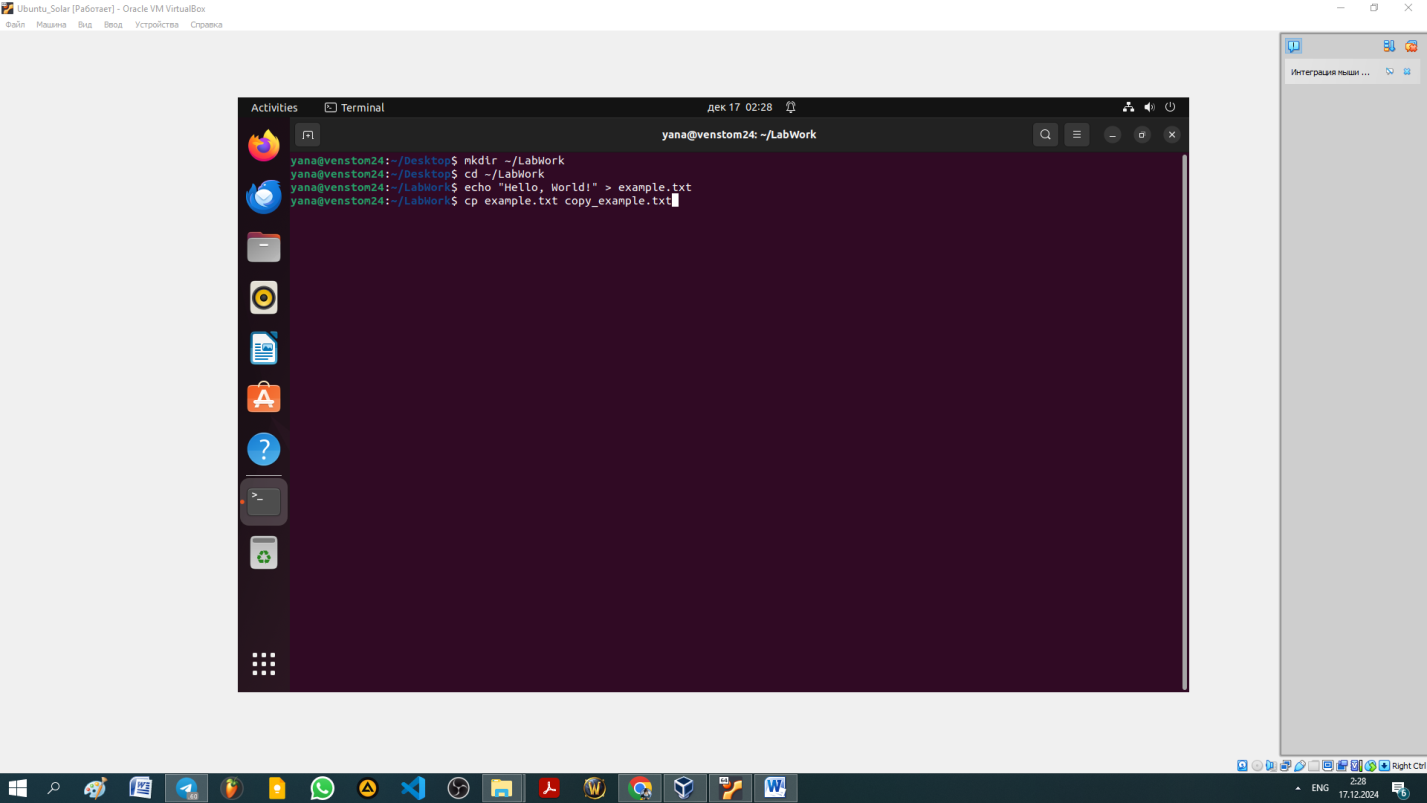 Ubuntu_Solar [Работает] - Oracle VM VirtualBox
Файл Машина Вид Ввод Устройства Справка
Интеграция мыши ...
Activities Terminal дек 17 02:28
yana@venstom24: ~/LabWork
yana@venstom24:~/Desktop$ mkdir ~/LabWork
yana@venstom24:~/Desktop$ cd ~/LabWork
yana@venstom24:~/LabWork$ echo "Hello, World!" > example.txt
yana@venstom24:~/LabWork$ cp example.txt copy_example.txt
Right Ctrl
ENG
2:28
17.12.2024
6